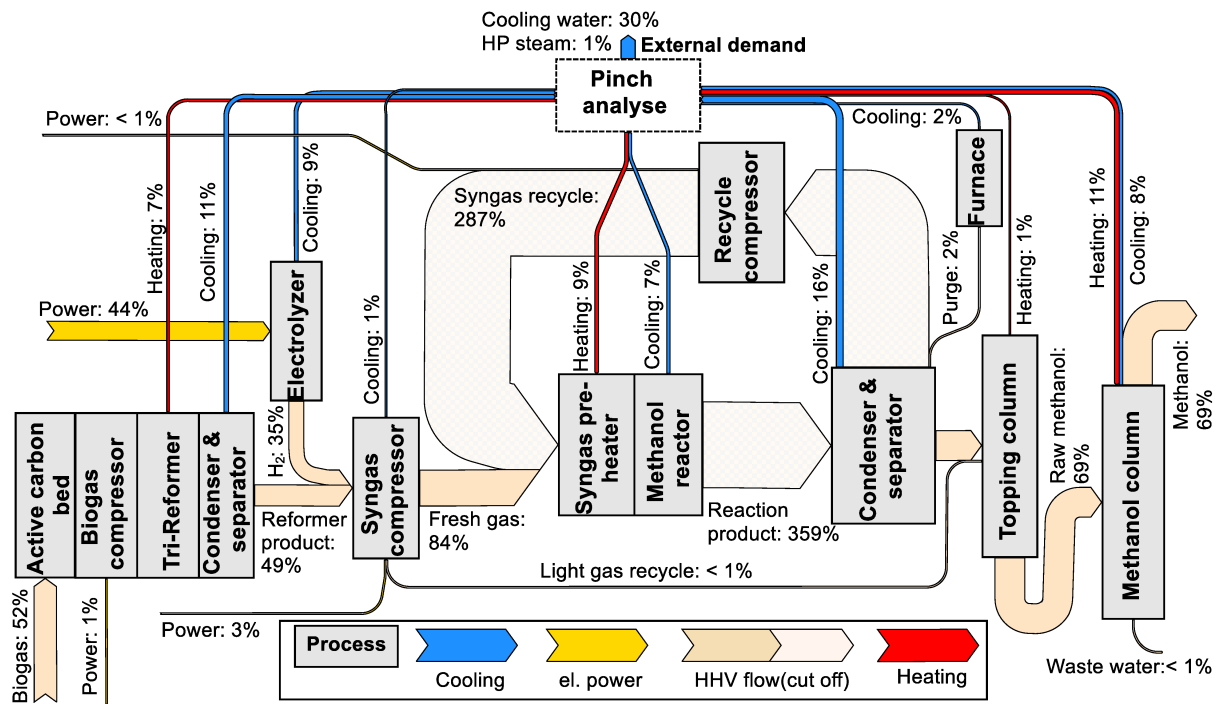 Cooling water: 30%
HP steam: 1%
External demand
Pinch
analyse
Power: < 1%
Cooling: 2%
Heating: 7%
Cooling: 11%
Cooling: 9%
Syngas recycle:
287%
Recycle
compressor
Furnace
Heating: 11%
Cooling: 8%
Power: 44%
Electrolyzer
Cooling: 1%
Heating: 9%
Cooling: 7%
Cooling: 16%
Purge: 2%
Heating: 1%
Methanol:
69%
H₂: 35%
Active carbon
bed
Biogas
compressor
Tri-Reformer
Condenser &
separator
Reformer
product:
49%
Syngas
compressor
Fresh gas:
84%
Syngas pre-
heater
Methanol
reactor
Reaction
product: 359%
Condenser &
separator
Topping column
Raw methanol:
69%
Methanol column
Light gas recycle: < 1%
Biogas: 52%
Power: 1%
Power: 3%
Waste water:< 1%
Process
Cooling
el. power
HHV flow(cut off)
Heating